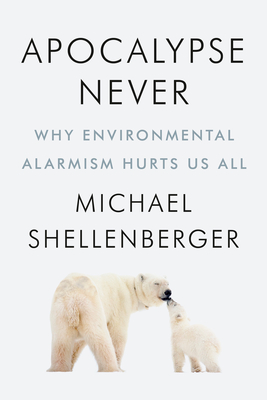 APOCALYPSE
NEVER
WHY ENVIRONMENTAL
ALARMISM HURTS US ALL
MICHAEL
SHELLENBERGER